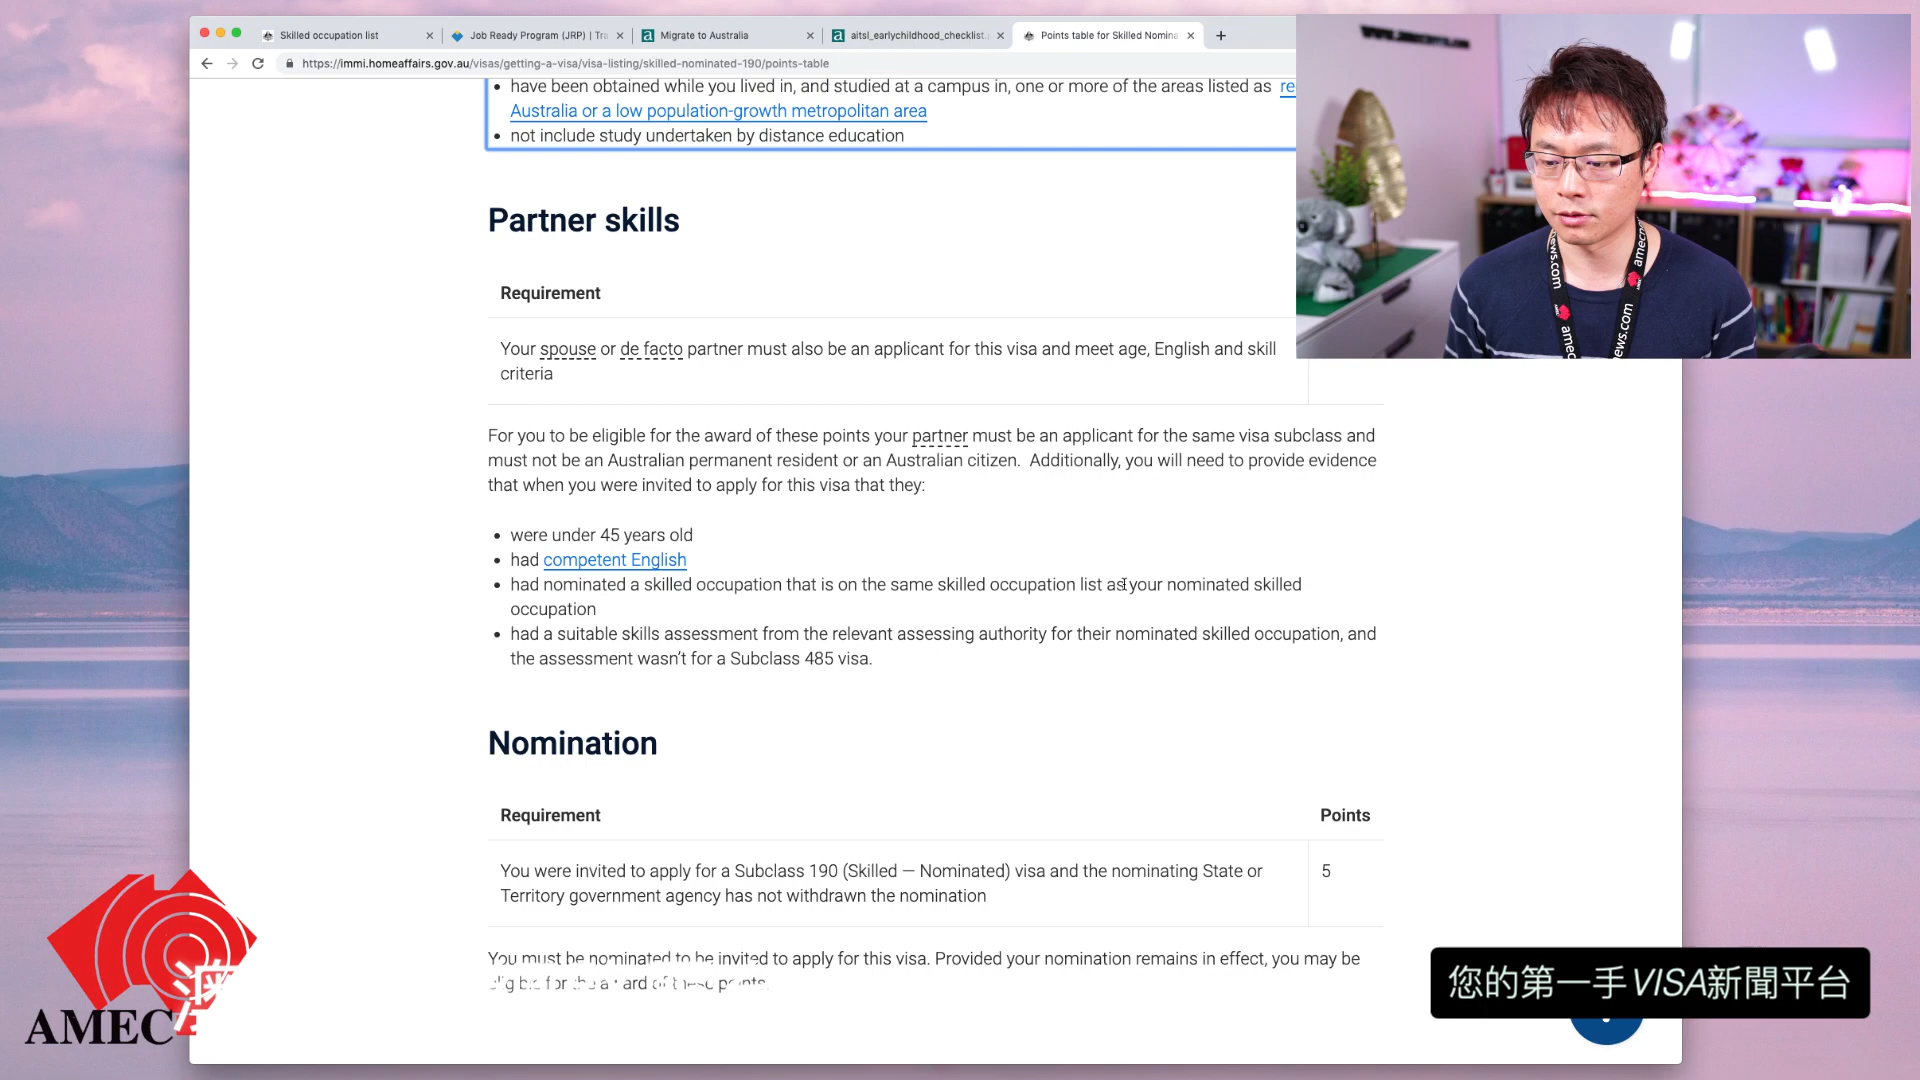 Skilled occupation list
Job Ready Program (JRP) | Tra
Migrate to Australia
aitsl_earlychildhood_checklist.
Points table for Skilled Nomina
https://immi.homeaffairs.gov.au/visas/getting-a-visa/visa-listing/skilled-nominated-190/points-table
• have been obtained while you lived in, and studied at a campus in, one or more of the areas listed as re
Australia or a low population-growth metropolitan area
• not include study undertaken by distance education
Partner skills
Requirement
Your spouse or de facto partner must also be an applicant for this visa and meet age, English and skill
criteria
For you to be eligible for the award of these points your partner must be an applicant for the same visa subclass and
must not be an Australian permanent resident or an Australian citizen. Additionally, you will need to provide evidence
that when you were invited to apply for this visa that they:
• were under 45 years old
• had competent English
• had nominated a skilled occupation that is on the same skilled occupation list as your nominated skilled
occupation
• had a suitable skills assessment from the relevant assessing authority for their nominated skilled occupation, and
the assessment wasn't for a Subclass 485 visa.
Nomination
Requirement Points
You were invited to apply for a Subclass 190 (Skilled — Nominated) visa and the nominating State or 5
Territory government agency has not withdrawn the nomination
You must be nominated to be invited to apply for this visa. Provided your nomination remains in effect, you may be
eligible for the award of these points.
amecnews.com
news.com
amec
AMEC
澳
您的第一手VISA新聞平台